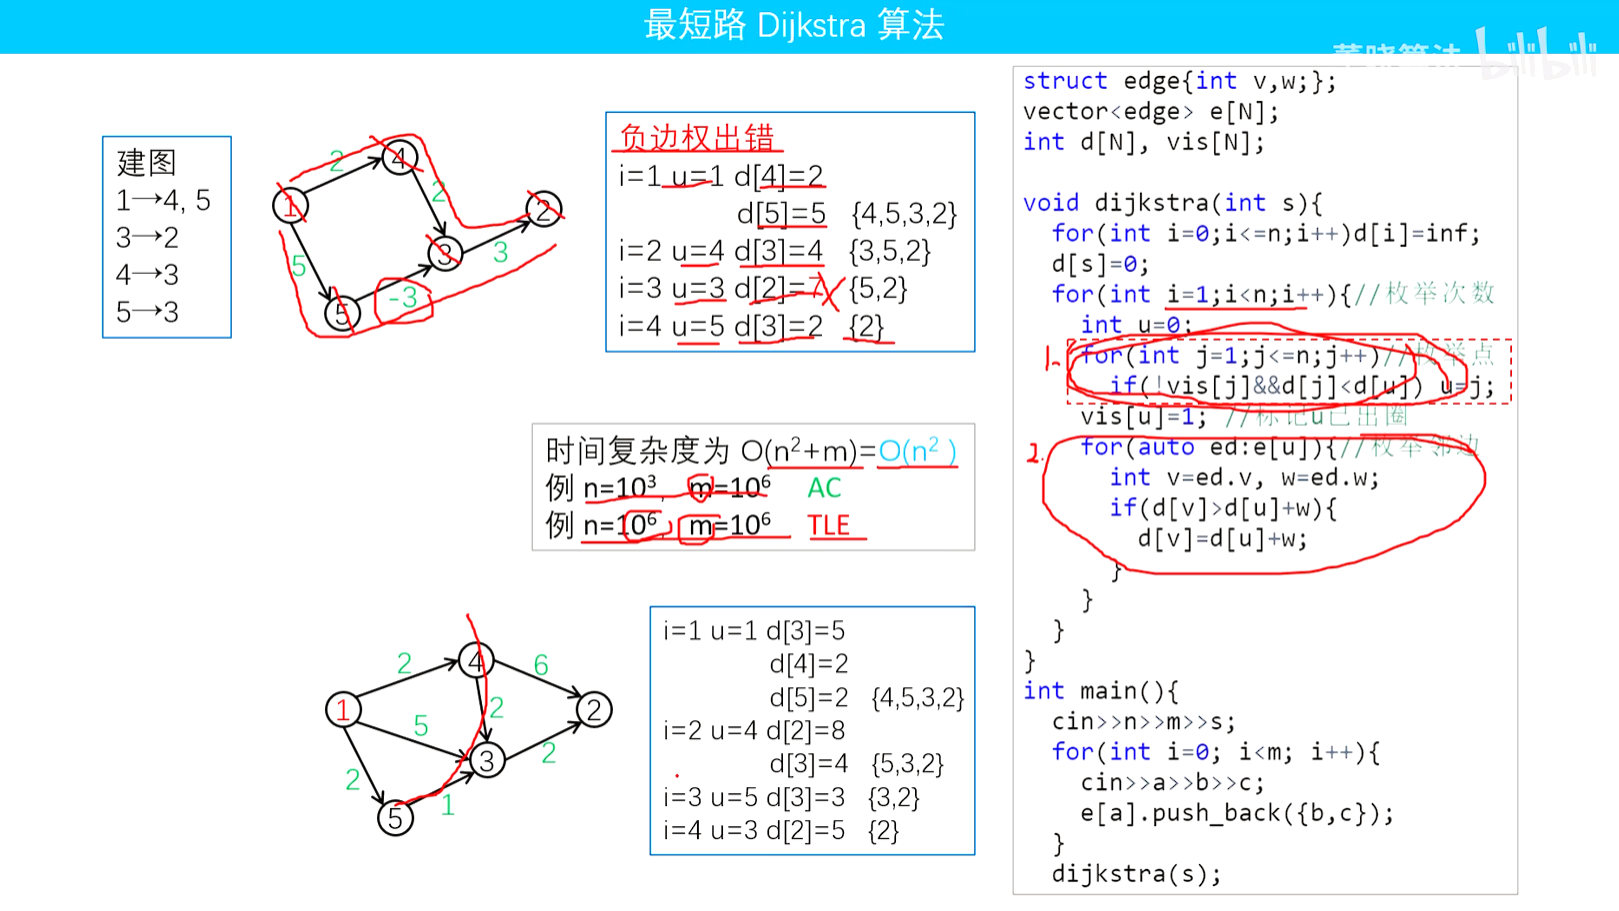 最短路 Dijkstra 算法
董晓算法 bilibili
建图
1→4, 5
3→2
4→3
5→3
1
2
4
2
2
3
3
5
-3
5
负边权出错
i=1 u=1 d[4]=2
d[5]=5 {4,5,3,2}
i=2 u=4 d[3]=4 {3,5,2}
i=3 u=3 d[2]=7 {5,2}
i=4 u=5 d[3]=2 {2}
时间复杂度为 O(n²+m)=O(n²)
例 n=10³, m=10⁶ AC
例 n=10⁶, m=10⁶ TLE
1
2
4
6
2
2
5
3
2
2
1
5
i=1 u=1 d[3]=5
d[4]=2
d[5]=2 {4,5,3,2}
i=2 u=4 d[2]=8
d[3]=4 {5,3,2}
i=3 u=5 d[3]=3 {3,2}
i=4 u=3 d[2]=5 {2}
struct edge{int v,w;};
vector<edge> e[N];
int d[N], vis[N];
void dijkstra(int s){
for(int i=0;i<=n;i++)d[i]=inf;
d[s]=0;
for(int i=1;i<n;i++){//枚举次数
int u=0;
1. for(int j=1;j<=n;j++)//枚举点
if(!vis[j]&&d[j]<d[u]) u=j;
vis[u]=1; //标记u已出圈
2. for(auto ed:e[u]){//枚举邻边
int v=ed.v, w=ed.w;
if(d[v]>d[u]+w){
d[v]=d[u]+w;
}
}
}
}
int main(){
cin>>n>>m>>s;
for(int i=0; i<m; i++){
cin>>a>>b>>c;
e[a].push_back({b,c});
}
dijkstra(s);